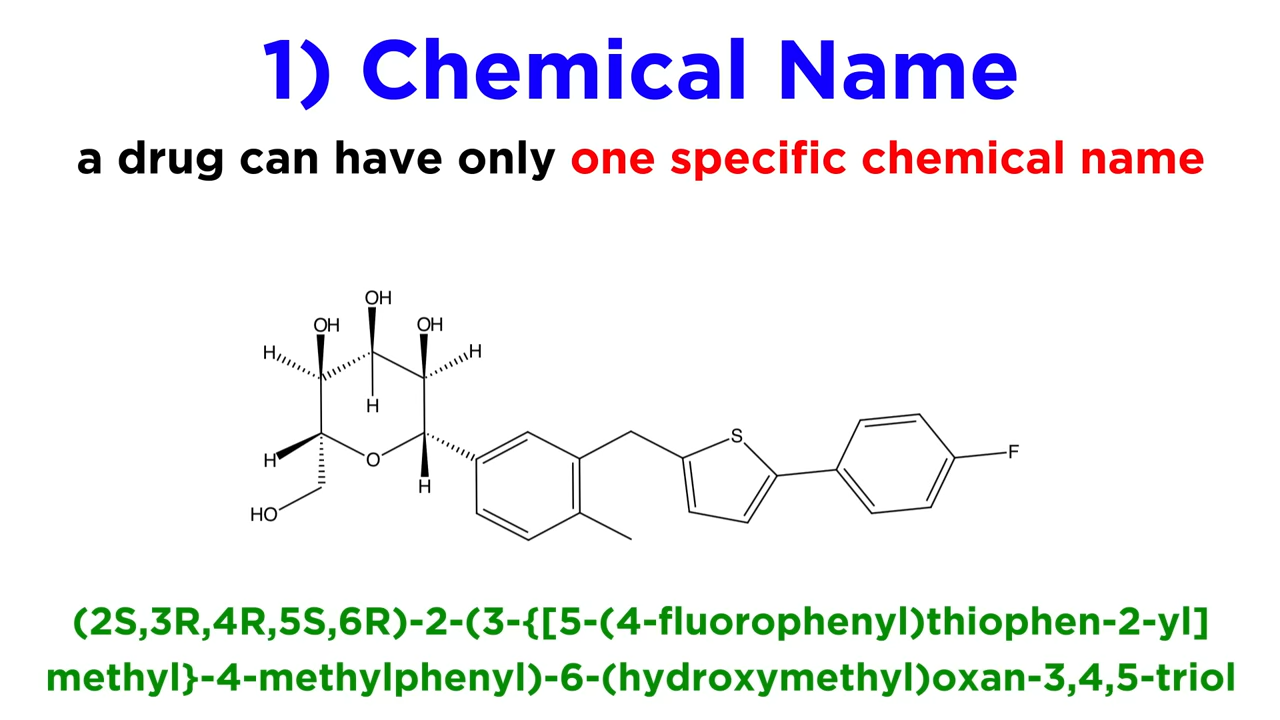 1) Chemical Name
a drug can have only one specific chemical name
OH
OH
OH
H
H
H
S
F
H
O
H
HO
(2S,3R,4R,5S,6R)-2-(3-{[5-(4-fluorophenyl)thiophen-2-yl]
methyl}-4-methylphenyl)-6-(hydroxymethyl)oxan-3,4,5-triol